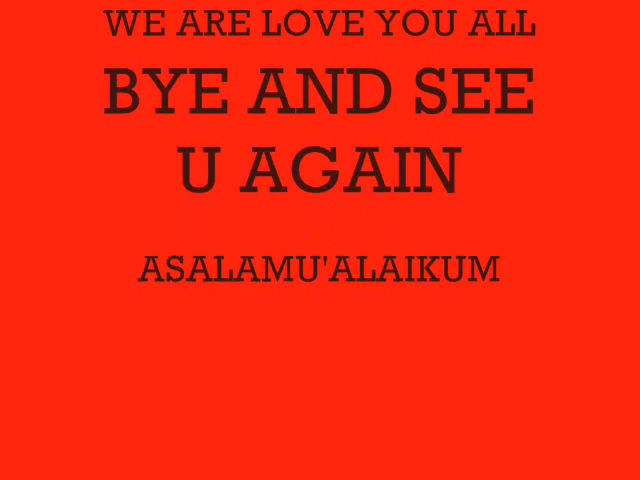 WE ARE LOVE YOU ALL
BYE AND SEE
U AGAIN
ASALAMU'ALAIKUM